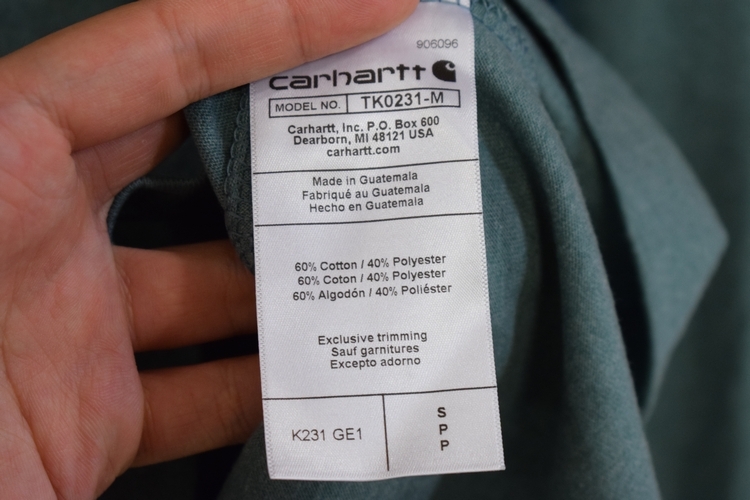 906096
carhartt
MODEL NO. TK0231-M
Carhartt, Inc. P.O. Box 600
Dearborn, MI 48121 USA
carhartt.com
Made in Guatemala
Fabriqué au Guatemala
Hecho en Guatemala
60% Cotton / 40% Polyester
60% Coton / 40% Polyester
60% Algodón / 40% Poliéster
Exclusive trimming
Sauf garnitures
Excepto adorno
K231 GE1
S
P
P